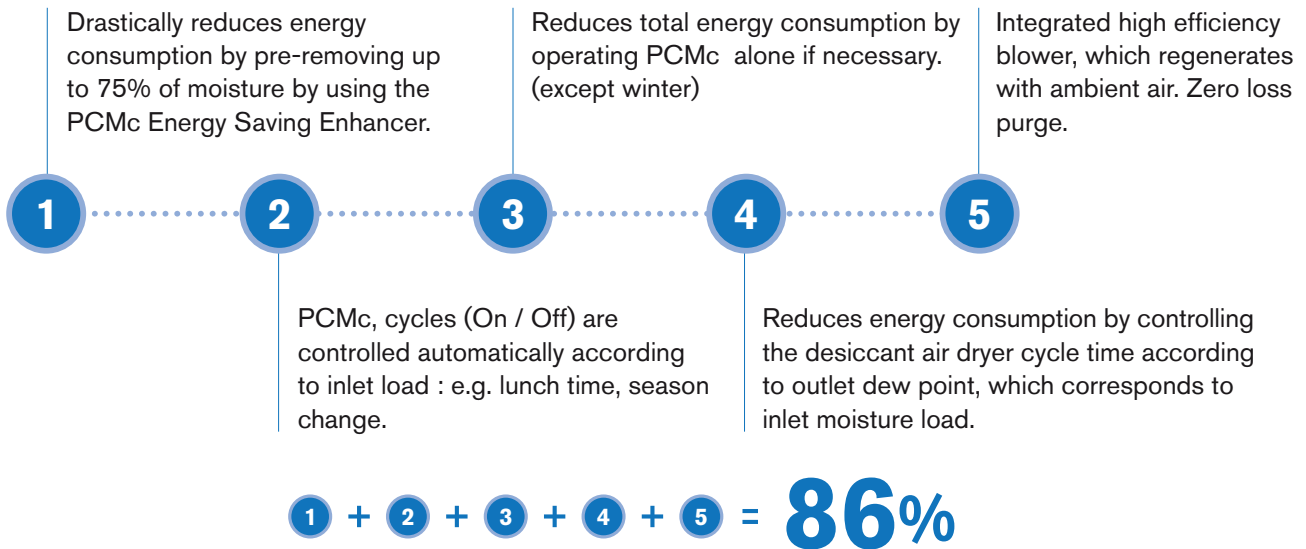 Drastically reduces energy
consumption by pre-removing up
to 75% of moisture by using the
PCMc Energy Saving Enhancer.
Reduces total energy consumption by
operating PCMc alone if necessary.
(except winter)
Integrated high efficiency
blower, which regenerates
with ambient air. Zero loss
purge.
1
2
3
4
5
PCMc, cycles (On / Off) are
controlled automatically according
to inlet load : e.g. lunch time, season
change.
Reduces energy consumption by controlling
the desiccant air dryer cycle time according
to outlet dew point, which corresponds to
inlet moisture load.
1 + 2 + 3 + 4 + 5 = 86%